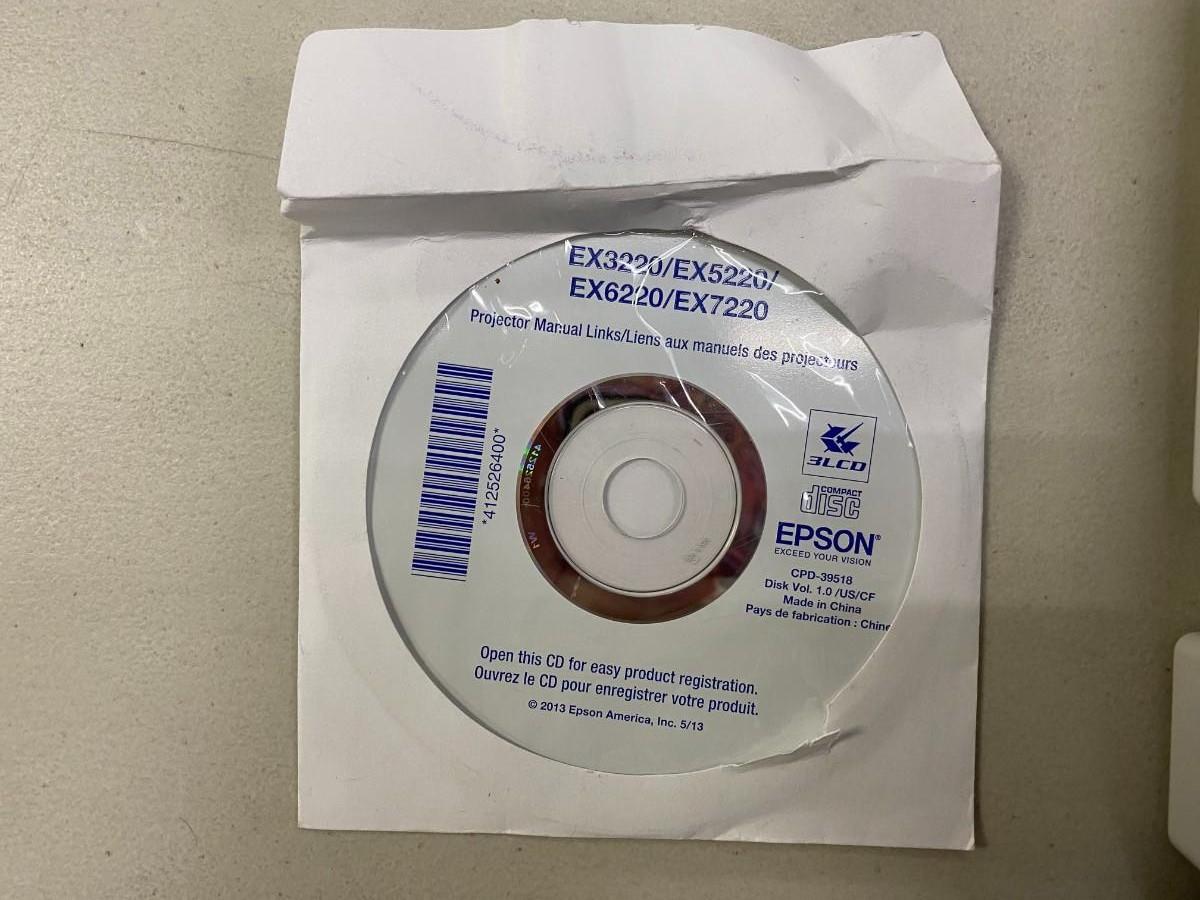 EX3220/EX5220/
EX6220/EX7220
Projector Manual Links/Liens aux manuels des projecteurs
*412526400*
3LCD
COMPACT
disc
EPSON®
EXCEED YOUR VISION
CPD-39518
Disk Vol. 1.0 /US/CF
Made in China
Pays de fabrication : Chine
Open this CD for easy product registration.
Ouvrez le CD pour enregistrer votre produit.
© 2013 Epson America, Inc. 5/13